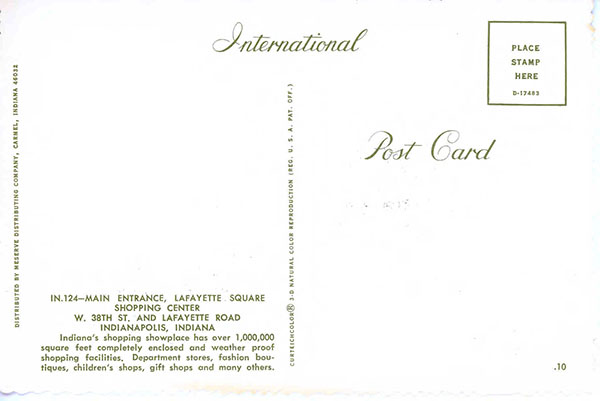 International
PLACE
STAMP
HERE
D-17483
Post Card
DISTRIBUTED BY MESERVE DISTRIBUTING COMPANY, CARMEL, INDIANA 46032
IN.124—MAIN ENTRANCE, LAFAYETTE SQUARE
SHOPPING CENTER
W. 38TH ST. AND LAFAYETTE ROAD
INDIANAPOLIS, INDIANA
Indiana's shopping showplace has over 1,000,000
square feet completely enclosed and weather proof
shopping facilities. Department stores, fashion bou-
tiques, children's shops, gift shops and many others.
CURTEICHCOLOR® 3-D NATURAL COLOR REPRODUCTION (REG. U. S. A. PAT. OFF.)
.10